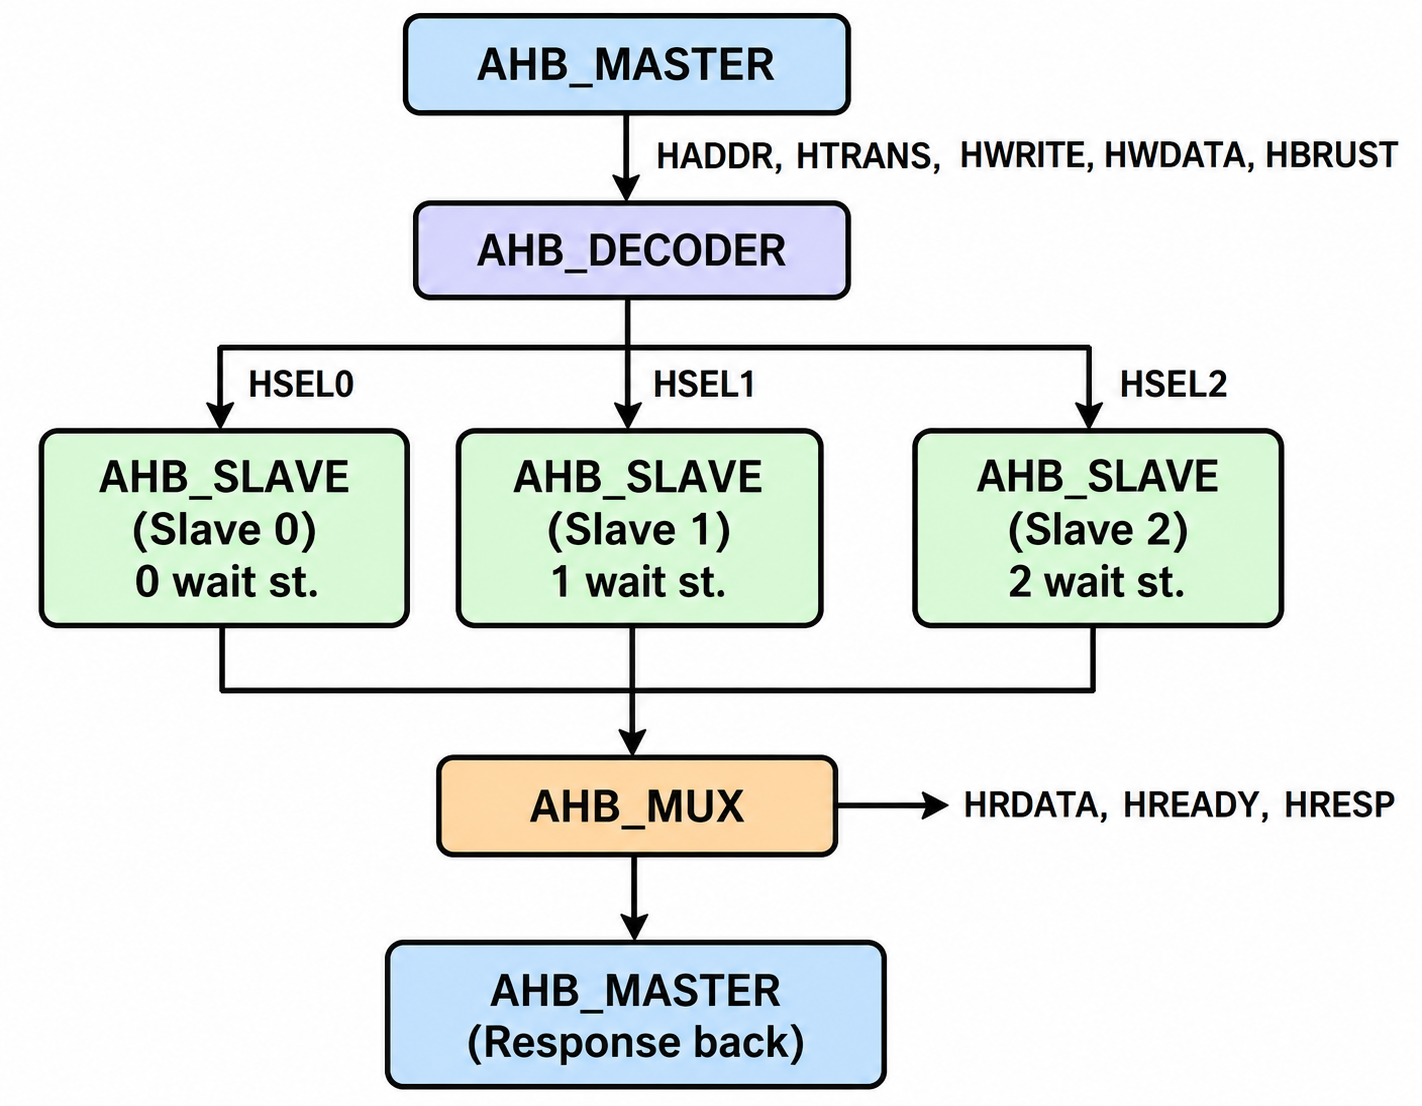 AHB_MASTER
HADDR, HTRANS, HWRITE, HWDATA, HBRUST
AHB_DECODER
HSEL0
HSEL1
HSEL2
AHB_SLAVE
(Slave 0)
0 wait st.
AHB_SLAVE
(Slave 1)
1 wait st.
AHB_SLAVE
(Slave 2)
2 wait st.
AHB_MUX
HRDATA, HREADY, HRESP
AHB_MASTER
(Response back)